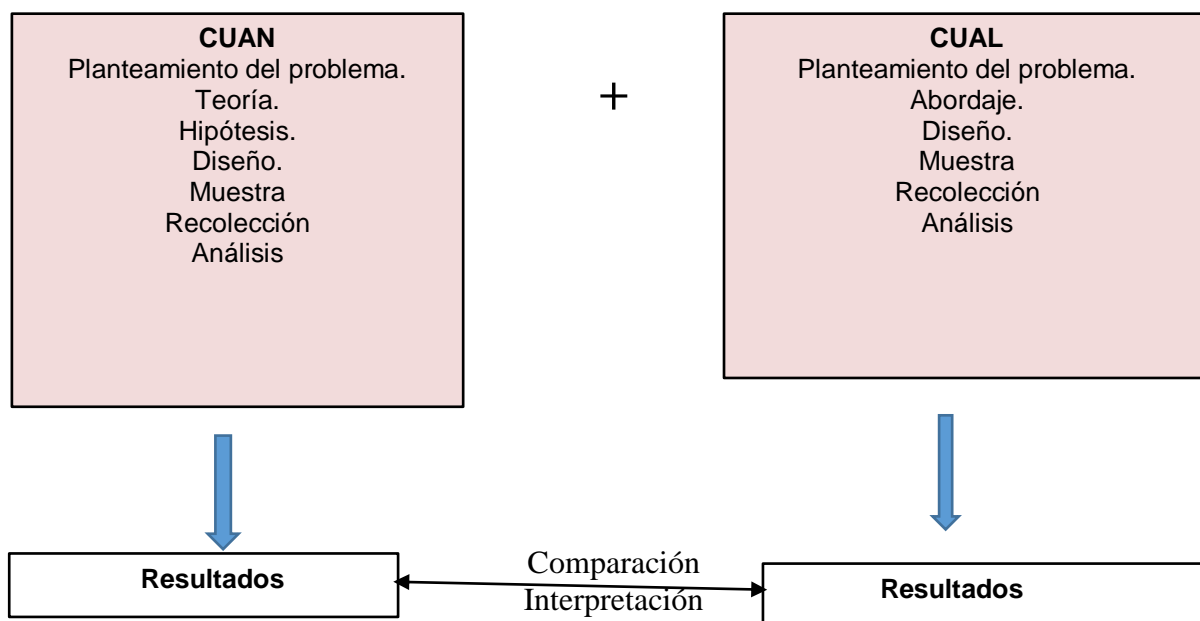 CUAN
Planteamiento del problema.
Teoría.
Hipótesis.
Diseño.
Muestra
Recolección
Análisis
+
CUAL
Planteamiento del problema.
Abordaje.
Diseño.
Muestra
Recolección
Análisis
Resultados
Comparación
Interpretación
Resultados